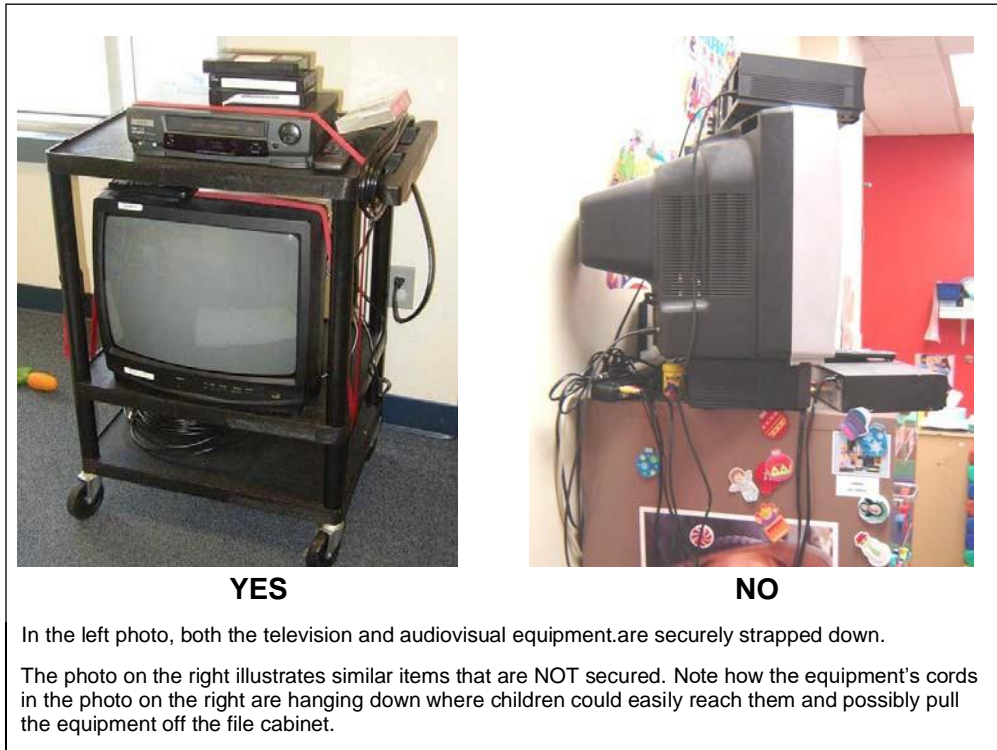 YES
NO
In the left photo, both the television and audiovisual equipment.are securely strapped down.
The photo on the right illustrates similar items that are NOT secured. Note how the equipment’s cords
in the photo on the right are hanging down where children could easily reach them and possibly pull
the equipment off the file cabinet.